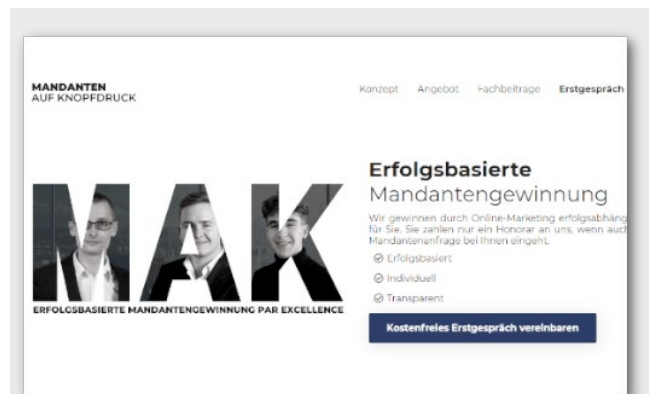 MANDANTEN
AUF KNOPFDRUCK
Konzept Angebot Fachbeiträge Erstgespräch
MAK
ERFOLGSBASIERTE MANDANTENGEWINNUNG PAR EXCELLENCE
Erfolgsbasierte
Mandantengewinnung
Wir gewinnen durch Online-Marketing erfolgsabhäng
für Sie. Sie zahlen nur ein Honorar an uns, wenn auch
Mandantenanfrage bei Ihnen eingeht.
Erfolgsbasiert
Individuell
Transparent
Kostenfreies Erstgespräch vereinbaren